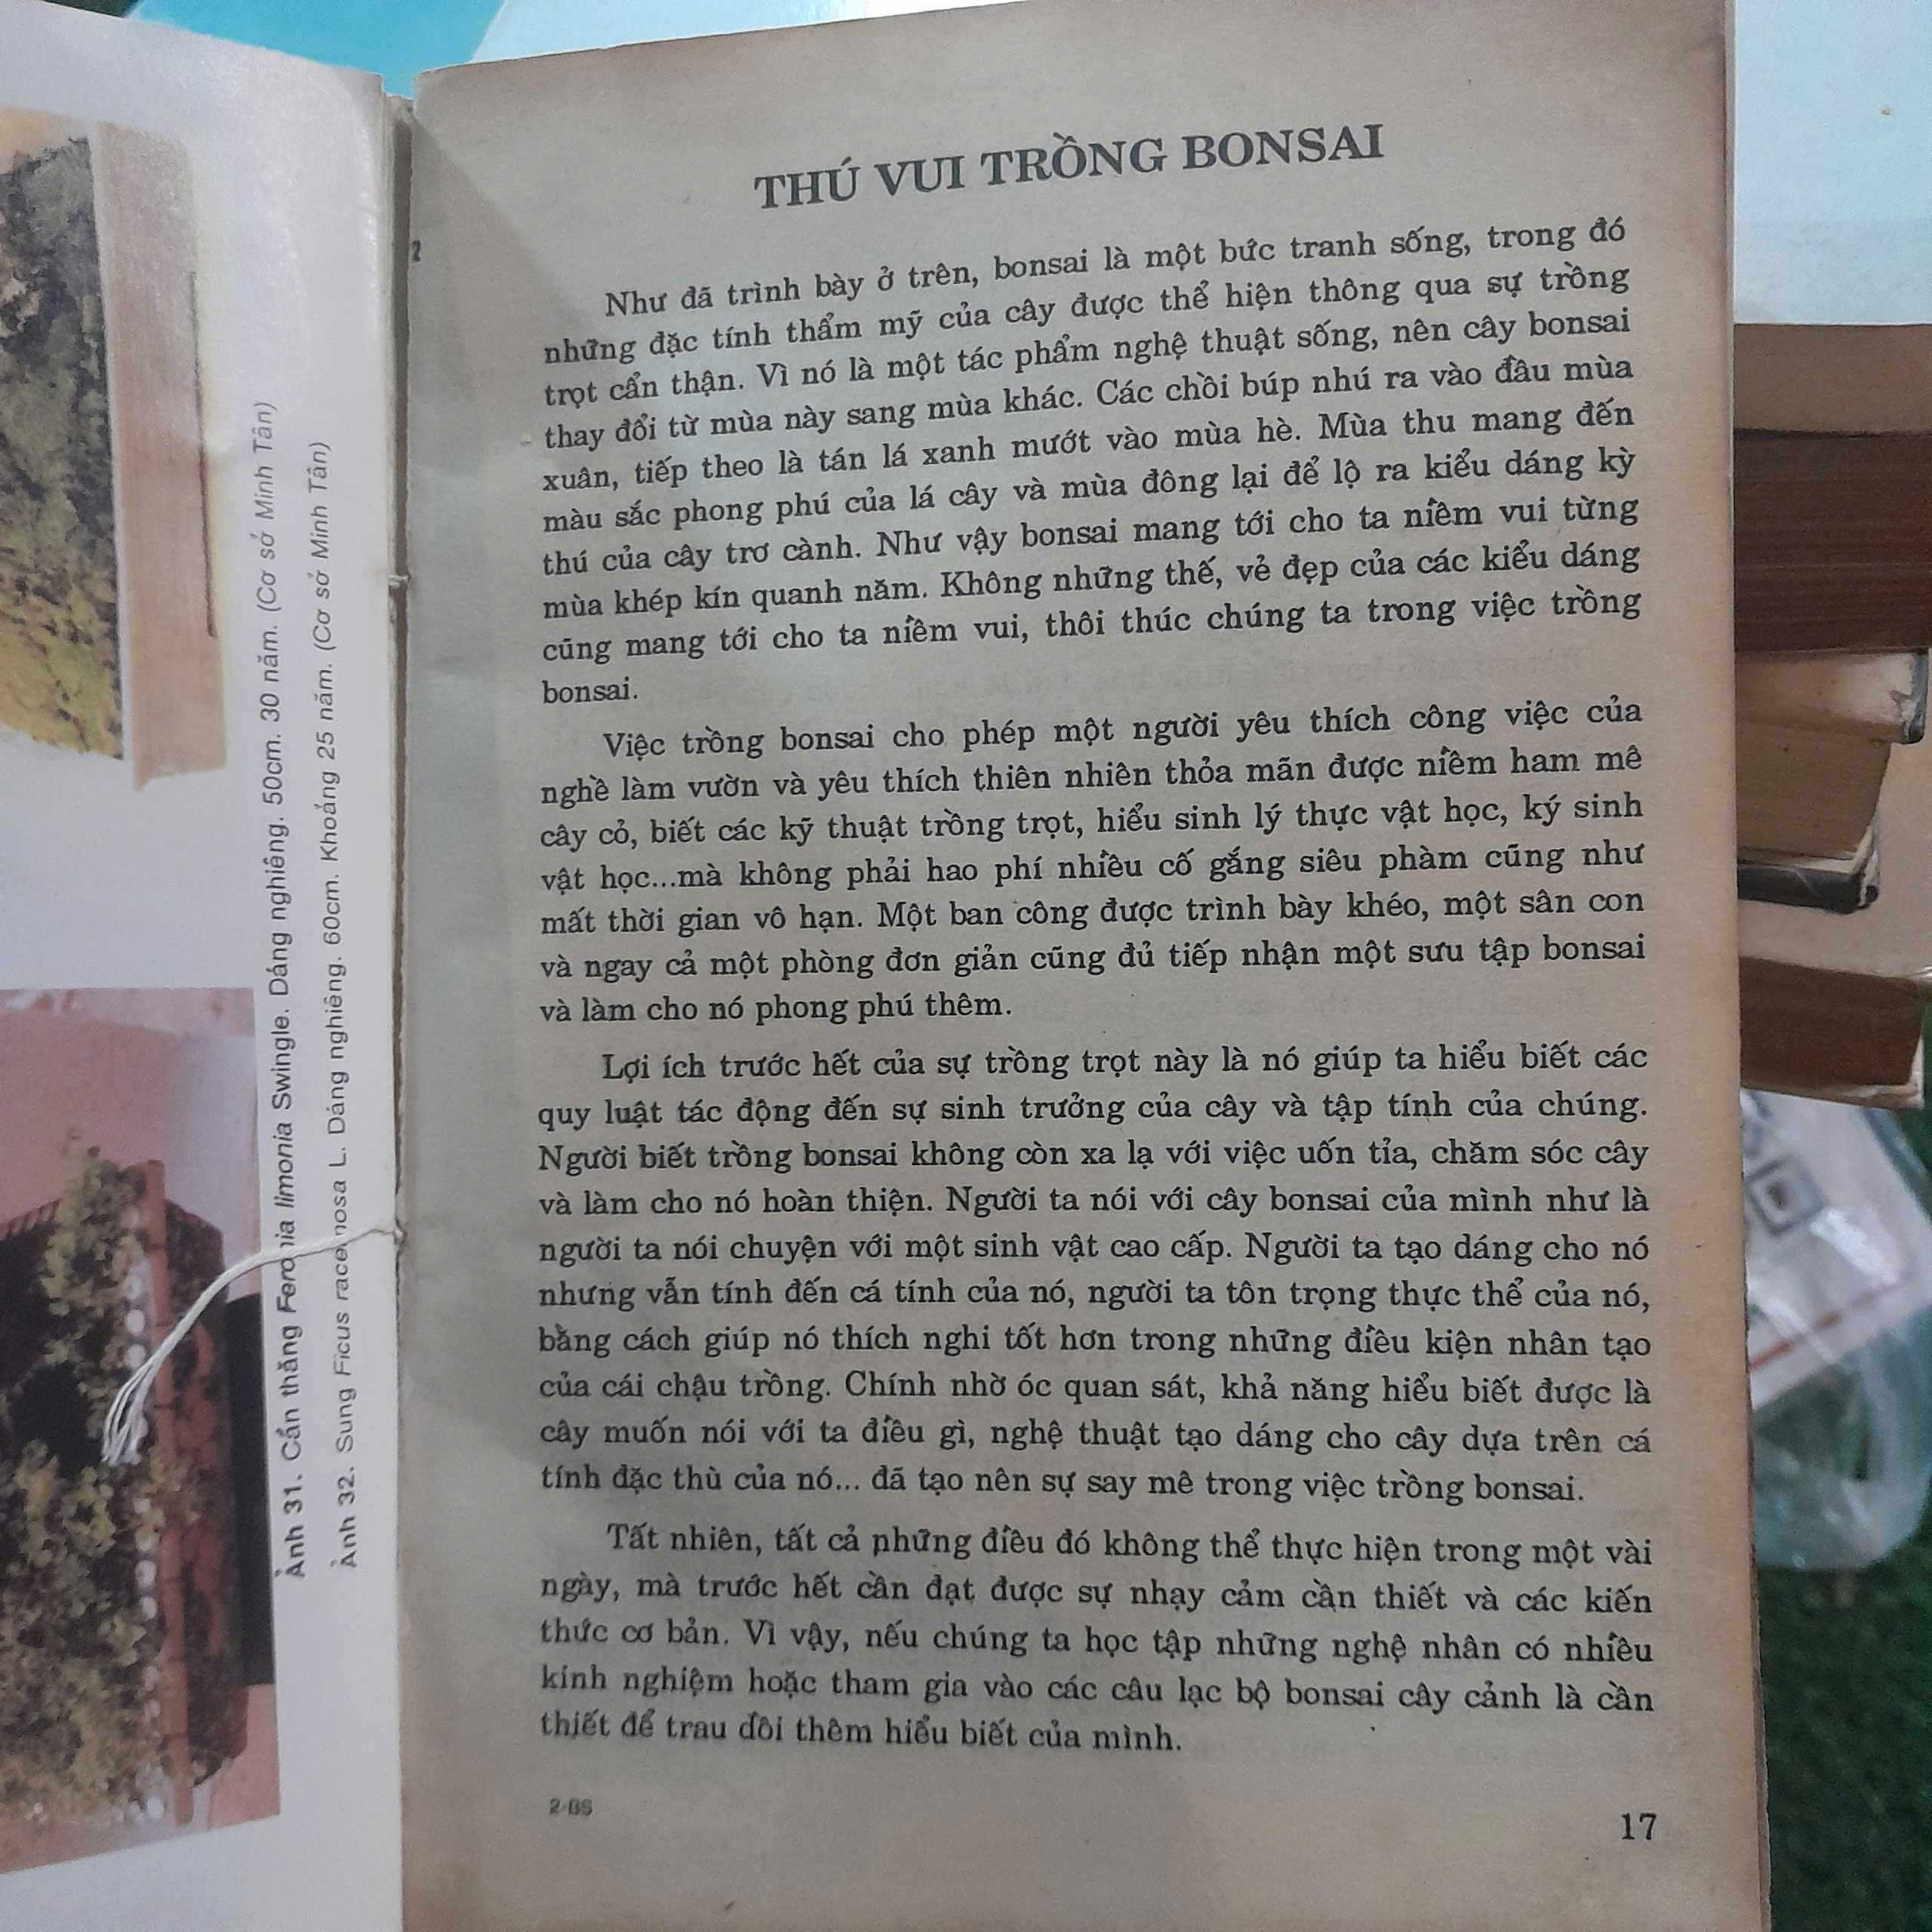 Ảnh 31. Cần thăng Feronia limonia Swingle. Dáng nghiêng. 50cm. 30 năm. (Cơ sở Minh Tân)
Ảnh 32. Sung Ficus racemosa L. Dáng nghiêng. 60cm. Khoảng 25 năm. (Cơ sở Minh Tân)
THÚ VUI TRỒNG BONSAI
Như đã trình bày ở trên, bonsai là một bức tranh sống, trong đó
những đặc tính thẩm mỹ của cây được thể hiện thông qua sự trồng
trọt cẩn thận. Vì nó là một tác phẩm nghệ thuật sống, nên cây bonsai
thay đổi từ mùa này sang mùa khác. Các chồi búp nhú ra vào đầu mùa
xuân, tiếp theo là tán lá xanh mướt vào mùa hè. Mùa thu mang đến
màu sắc phong phú của lá cây và mùa đông lại để lộ ra kiểu dáng kỳ
thú của cây trơ cành. Như vậy bonsai mang tới cho ta niềm vui từng
mùa khép kín quanh năm. Không những thế, vẻ đẹp của các kiểu dáng
cũng mang tới cho ta niềm vui, thôi thúc chúng ta trong việc trồng
bonsai.
Việc trồng bonsai cho phép một người yêu thích công việc của
nghề làm vườn và yêu thích thiên nhiên thỏa mãn được niềm ham mê
cây cỏ, biết các kỹ thuật trồng trọt, hiểu sinh lý thực vật học, ký sinh
vật học...mà không phải hao phí nhiều cố gắng siêu phàm cũng như
mất thời gian vô hạn. Một ban công được trình bày khéo, một sân con
và ngay cả một phòng đơn giản cũng đủ tiếp nhận một sưu tập bonsai
và làm cho nó phong phú thêm.
Lợi ích trước hết của sự trồng trọt này là nó giúp ta hiểu biết các
quy luật tác động đến sự sinh trưởng của cây và tập tính của chúng.
Người biết trồng bonsai không còn xa lạ với việc uốn tỉa, chăm sóc cây
và làm cho nó hoàn thiện. Người ta nói với cây bonsai của mình như là
người ta nói chuyện với một sinh vật cao cấp. Người ta tạo dáng cho nó
nhưng vẫn tính đến cá tính của nó, người ta tôn trọng thực thể của nó,
bằng cách giúp nó thích nghi tốt hơn trong những điều kiện nhân tạo
của cái chậu trồng. Chính nhờ óc quan sát, khả năng hiểu biết được là
cây muốn nói với ta điều gì, nghệ thuật tạo dáng cho cây dựa trên cá
tính đặc thù của nó... đã tạo nên sự say mê trong việc trồng bonsai.
Tất nhiên, tất cả những điều đó không thể thực hiện trong một vài
ngày, mà trước hết cần đạt được sự nhạy cảm cần thiết và các kiến
thức cơ bản. Vì vậy, nếu chúng ta học tập những nghệ nhân có nhiều
kinh nghiệm hoặc tham gia vào các câu lạc bộ bonsai cây cảnh là cần
thiết để trau dồi thêm hiểu biết của mình.
2-BS
17